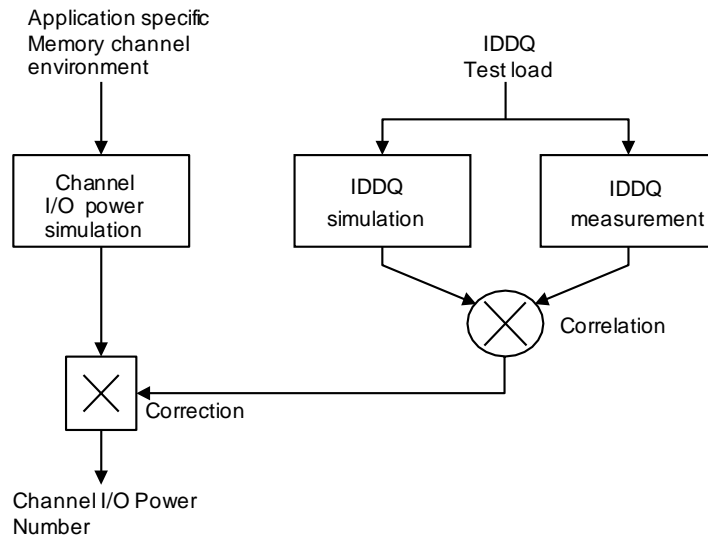 Application specific
Memory channel
environment
IDDQ
Test load
Channel
I/O power
simulation
IDDQ
simulation
IDDQ
measurement
Correlation
Correction
Channel I/O Power
Number